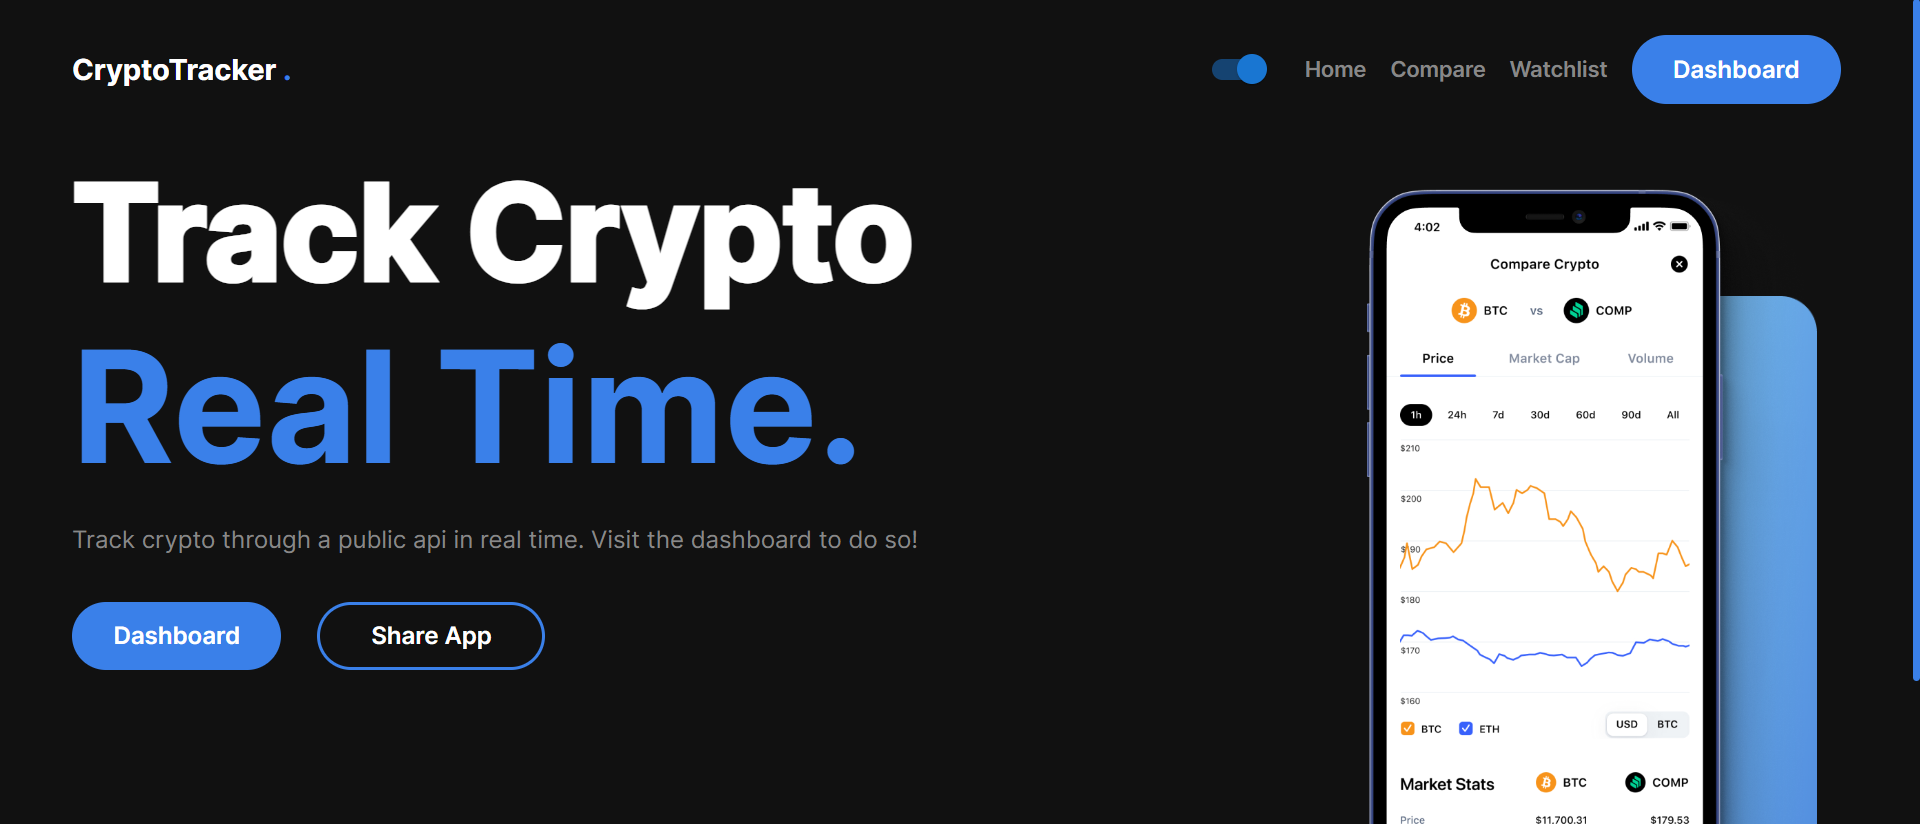 CryptoTracker .
Home Compare Watchlist Dashboard
Track Crypto
Real Time.
Track crypto through a public api in real time. Visit the dashboard to do so!
Dashboard Share App
4:02
Compare Crypto
BTC vs COMP
Price Market Cap Volume
1h 24h 7d 30d 60d 90d All
$210
$200
$190
$180
$170
$160
BTC ETH USD BTC
Market Stats BTC COMP
Price $11,700.31 $179.53